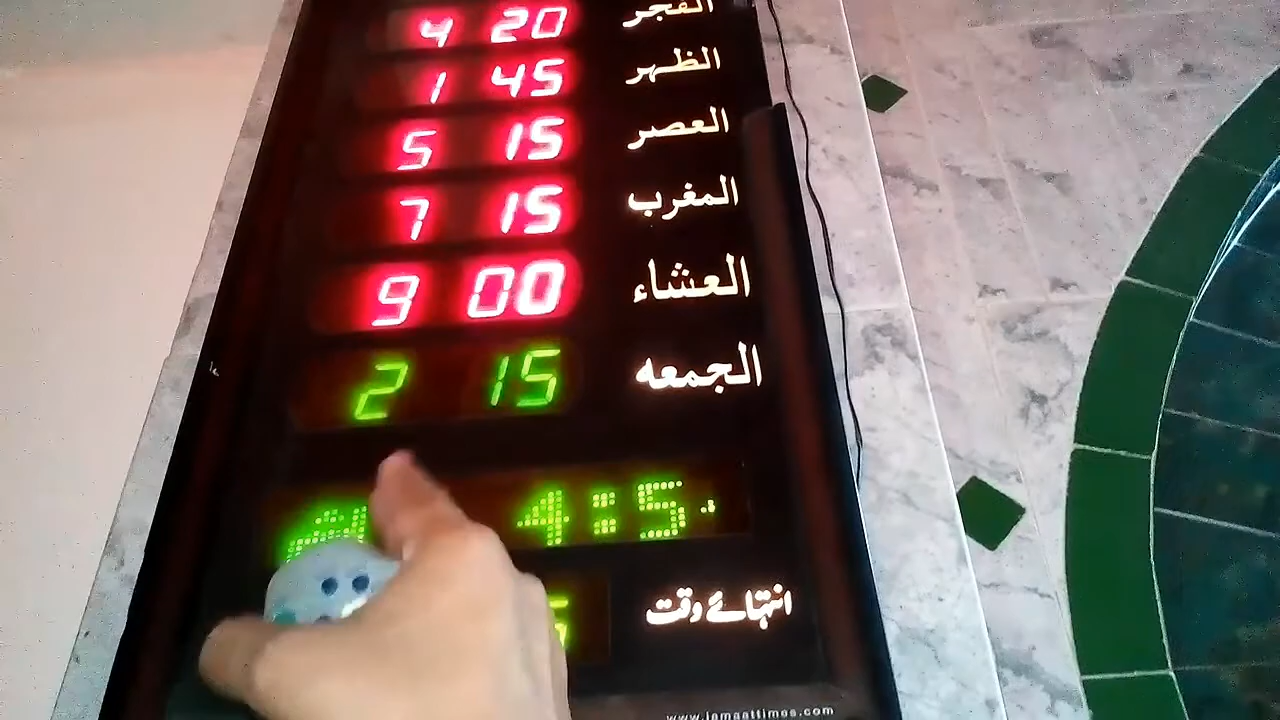 4 20 الفجر
1 45 الظهر
5 15 العصر
7 15 المغرب
9 00 العشاء
2 15 الجمعه
4:5
انتہائے وقت
www.jamaattimes.com